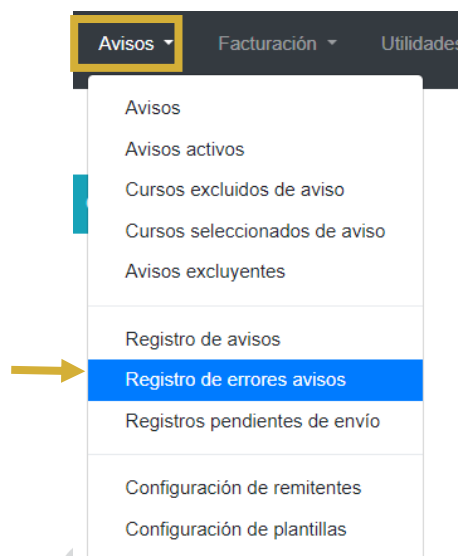 Avisos Facturación Utilidades
Avisos
Avisos activos
Cursos excluidos de aviso
Cursos seleccionados de aviso
Avisos excluyentes
Registro de avisos
Registro de errores avisos
Registros pendientes de envío
Configuración de remitentes
Configuración de plantillas